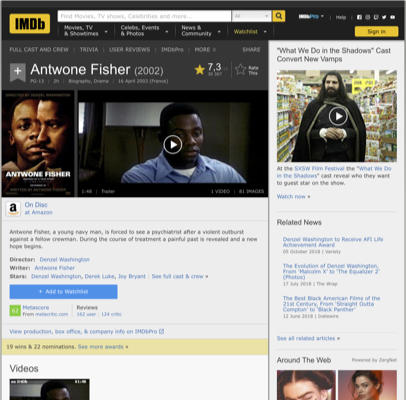 IMDb
Find Movies, TV shows, Celebrities and more...
All
IMDbPro
Help
Movies, TV & Showtimes
Celebs, Events & Photos
News & Community
Watchlist
Sign in
FULL CAST AND CREW | TRIVIA | USER REVIEWS | IMDbPro | MORE
SHARE
Antwone Fisher (2002)
PG-13 | 2h | Biography, Drama | 16 April 2003 (France)
7,3
Rate This
ANTWONE FISHER
1:48 | Trailer
1 VIDEO | 81 IMAGES
On Disc
at Amazon
Antwone Fisher, a young navy man, is forced to see a psychiatrist after a violent outburst
against a fellow crewman. During the course of treatment a painful past is revealed and a new
hope begins.
Director: Denzel Washington
Writer: Antwone Fisher
Stars: Denzel Washington, Derek Luke, Joy Bryant | See full cast & crew »
+ Add to Watchlist
62
Metascore
From metacritic.com
Reviews
162 user | 124 critic
View production, box office, & company info on IMDbPro
19 wins & 22 nominations. See more awards »
Videos
"What We Do in the Shadows" Cast
Convert New Vamps
At the SXSW Film Festival the "What We
Do in the Shadows" cast reveal who they
want to guest star on the show.
Watch now »
Related News
Denzel Washington to Receive AFI Life
Achievement Award
05 October 2018 | Variety
The Evolution of Denzel Washington,
From 'Malcolm X' to 'The Equalizer 2'
(Photos)
17 July 2018 | The Wrap
The Best Black American Films of the
21st Century, From 'Straight Outta
Compton' to 'Black Panther'
12 June 2018 | Indiewire
See all related articles »
Around The Web
Powered by ZergNet